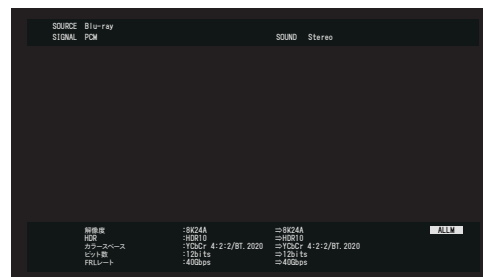 SOURCE Blu-ray
SIGNAL PCM SOUND Stereo
解像度 :8K24A ⇒8K24A ALLM
HDR :HDR10 ⇒HDR10
カラースペース :YCbCr 4:2:2/BT.2020 ⇒YCbCr 4:2:2/BT.2020
ビット数 :12bits ⇒12bits
FRLレート :40Gbps ⇒40Gbps